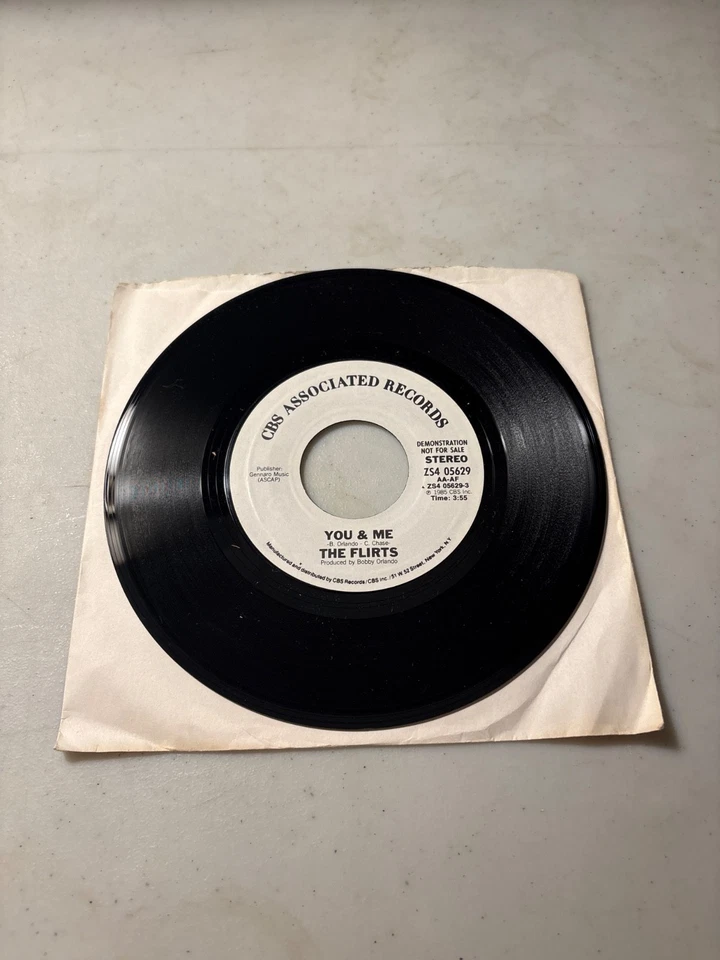 CBS ASSOCIATED RECORDS
DEMONSTRATION
NOT FOR SALE
STEREO
ZS4 05629
AA-AF
ZS4 05629-3
℗ 1985 CBS Inc.
Time: 3:55
Publisher:
Gennaro Music
(ASCAP)
YOU & ME
-B. Orlando - C. Chase-
THE FLIRTS
Produced by Bobby Orlando
Manufactured and distributed by CBS Records/CBS Inc./51 W 52 Street, New York, N.Y.